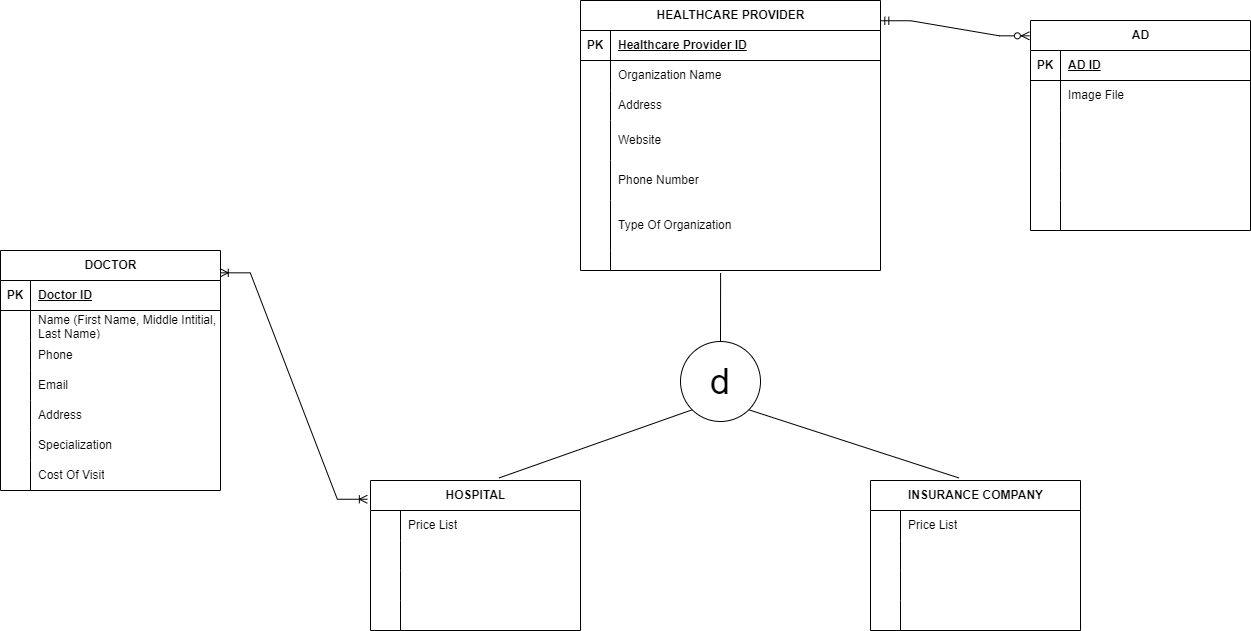 HEALTHCARE PROVIDER
PK Healthcare Provider ID
Organization Name
Address
Website
Phone Number
Type Of Organization
AD
PK AD ID
Image File
DOCTOR
PK Doctor ID
Name (First Name, Middle Intitial,
Last Name)
Phone
Email
Address
Specialization
Cost Of Visit
d
HOSPITAL
Price List
INSURANCE COMPANY
Price List